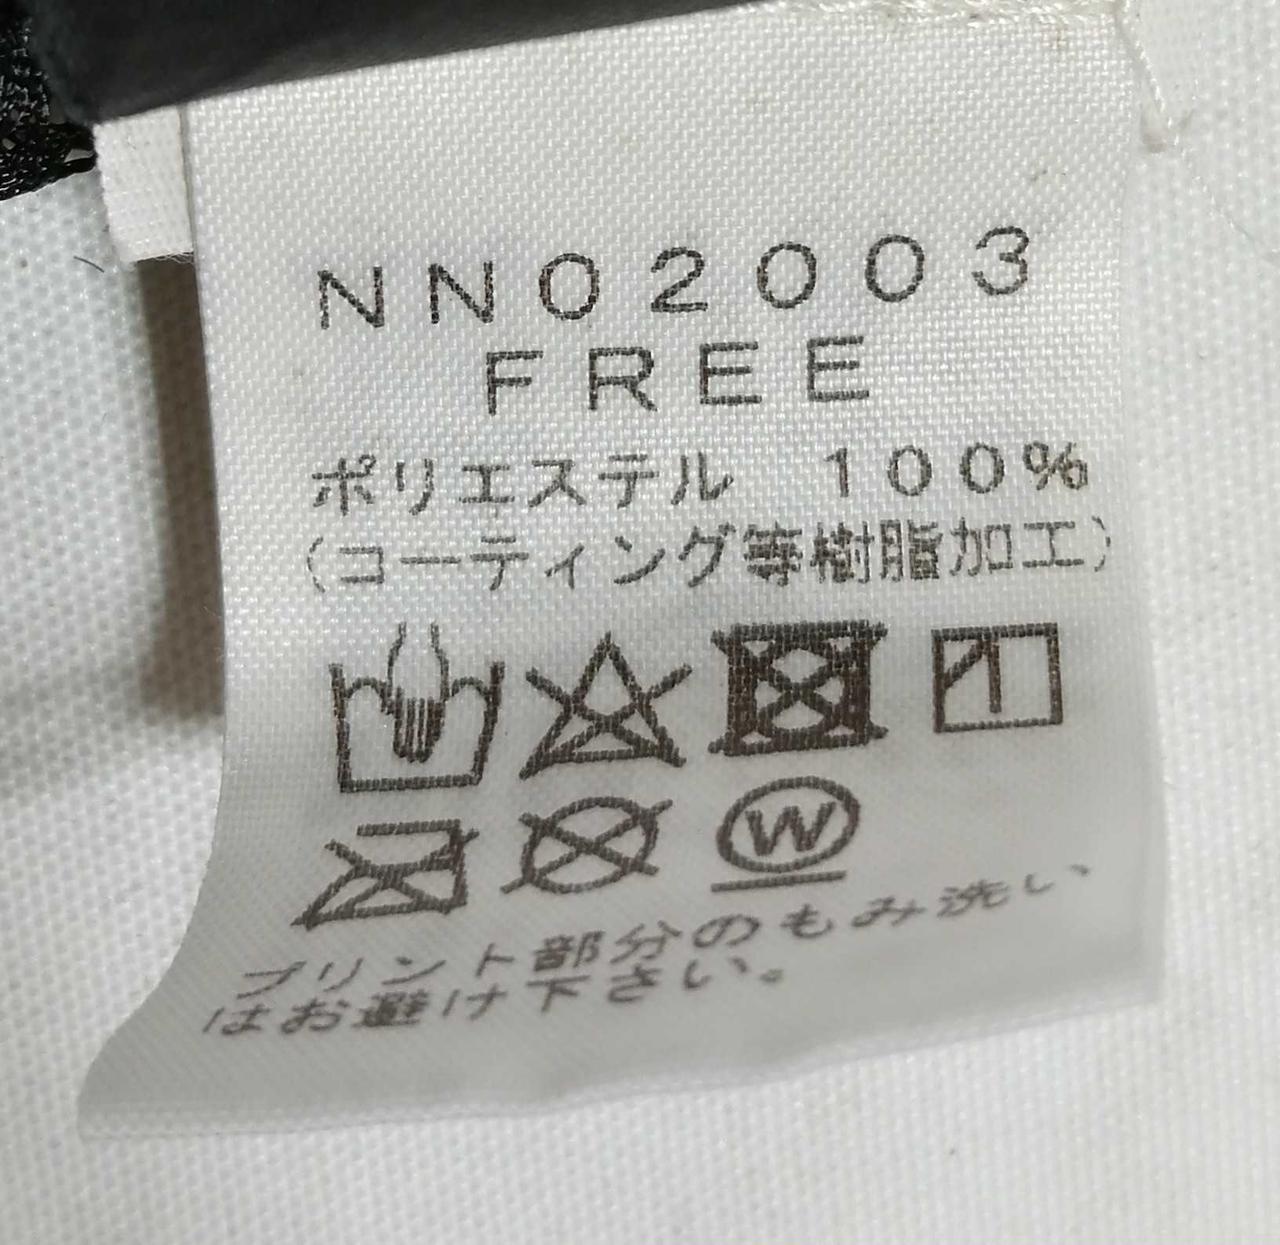 NN02003
FREE
ポリエステル 100%
(コーティング等樹脂加工)
W
プリント部分のもみ洗い
はお避け下さい。